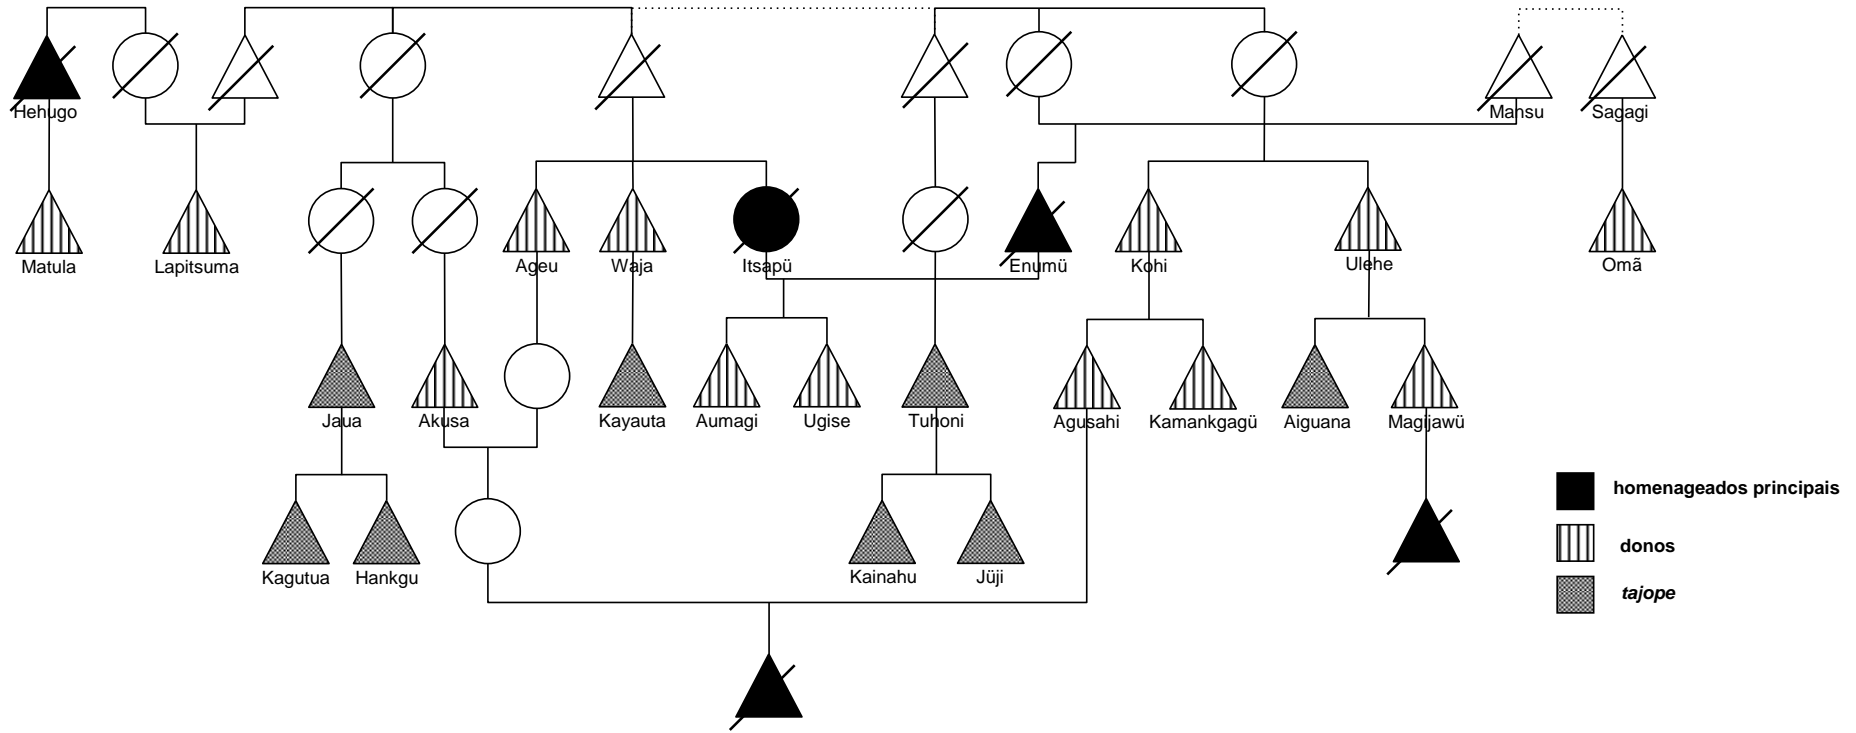 Hehugo
Mansu
Sagagi
Matula
Lapitsuma
Ageu
Waja
Itsapü
Enumü
Kohi
Ulehe
Omã
Jaua
Akusa
Kayauta
Aumagi
Ugise
Tuhoni
Agusahi
Kamankgagü
Aiguana
Magijawü
homenageados principais
donos
tajope
Kagutua
Hankgu
Kainahu
Jüji